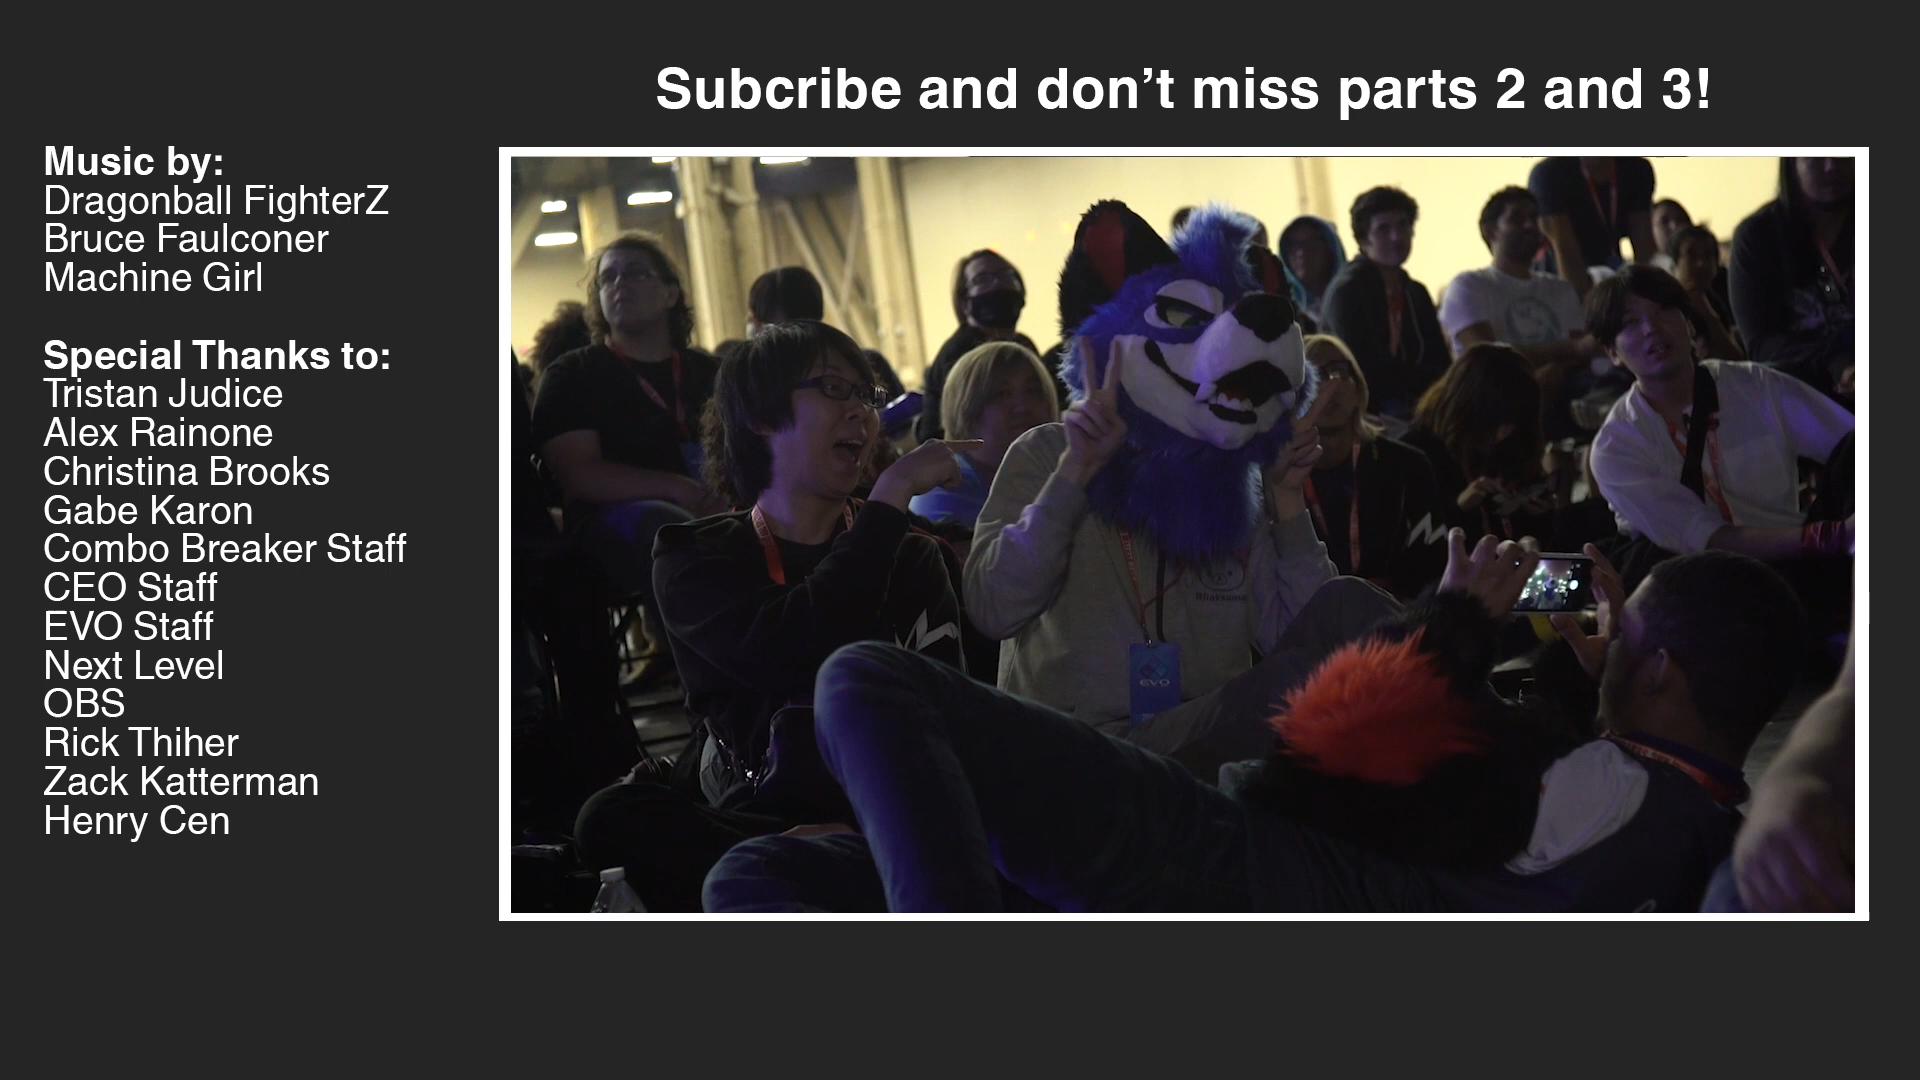 Subcribe and don’t miss parts 2 and 3!
Music by:
Dragonball FighterZ
Bruce Faulconer
Machine Girl
Special Thanks to:
Tristan Judice
Alex Rainone
Christina Brooks
Gabe Karon
Combo Breaker Staff
CEO Staff
EVO Staff
Next Level
OBS
Rick Thiher
Zack Katterman
Henry Cen
EVO